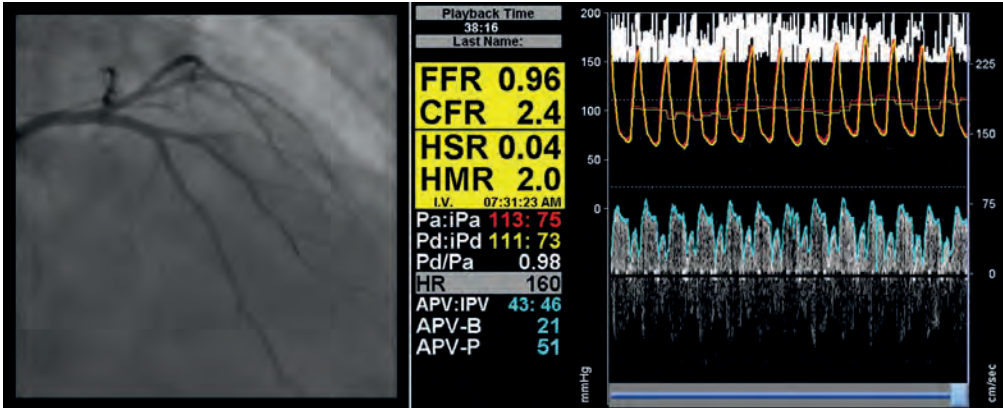 Playback Time
38:16
Last Name:
FFR 0.96
CFR 2.4
HSR 0.04
HMR 2.0
I.V. 07:31:23 AM
Pa:iPa 113: 75
Pd:iPd 111: 73
Pd/Pa 0.98
HR 160
APV:IPV 43: 46
APV-B 21
APV-P 51
200
150
100
50
0
mmHg
225
150
75
0
cm/sec